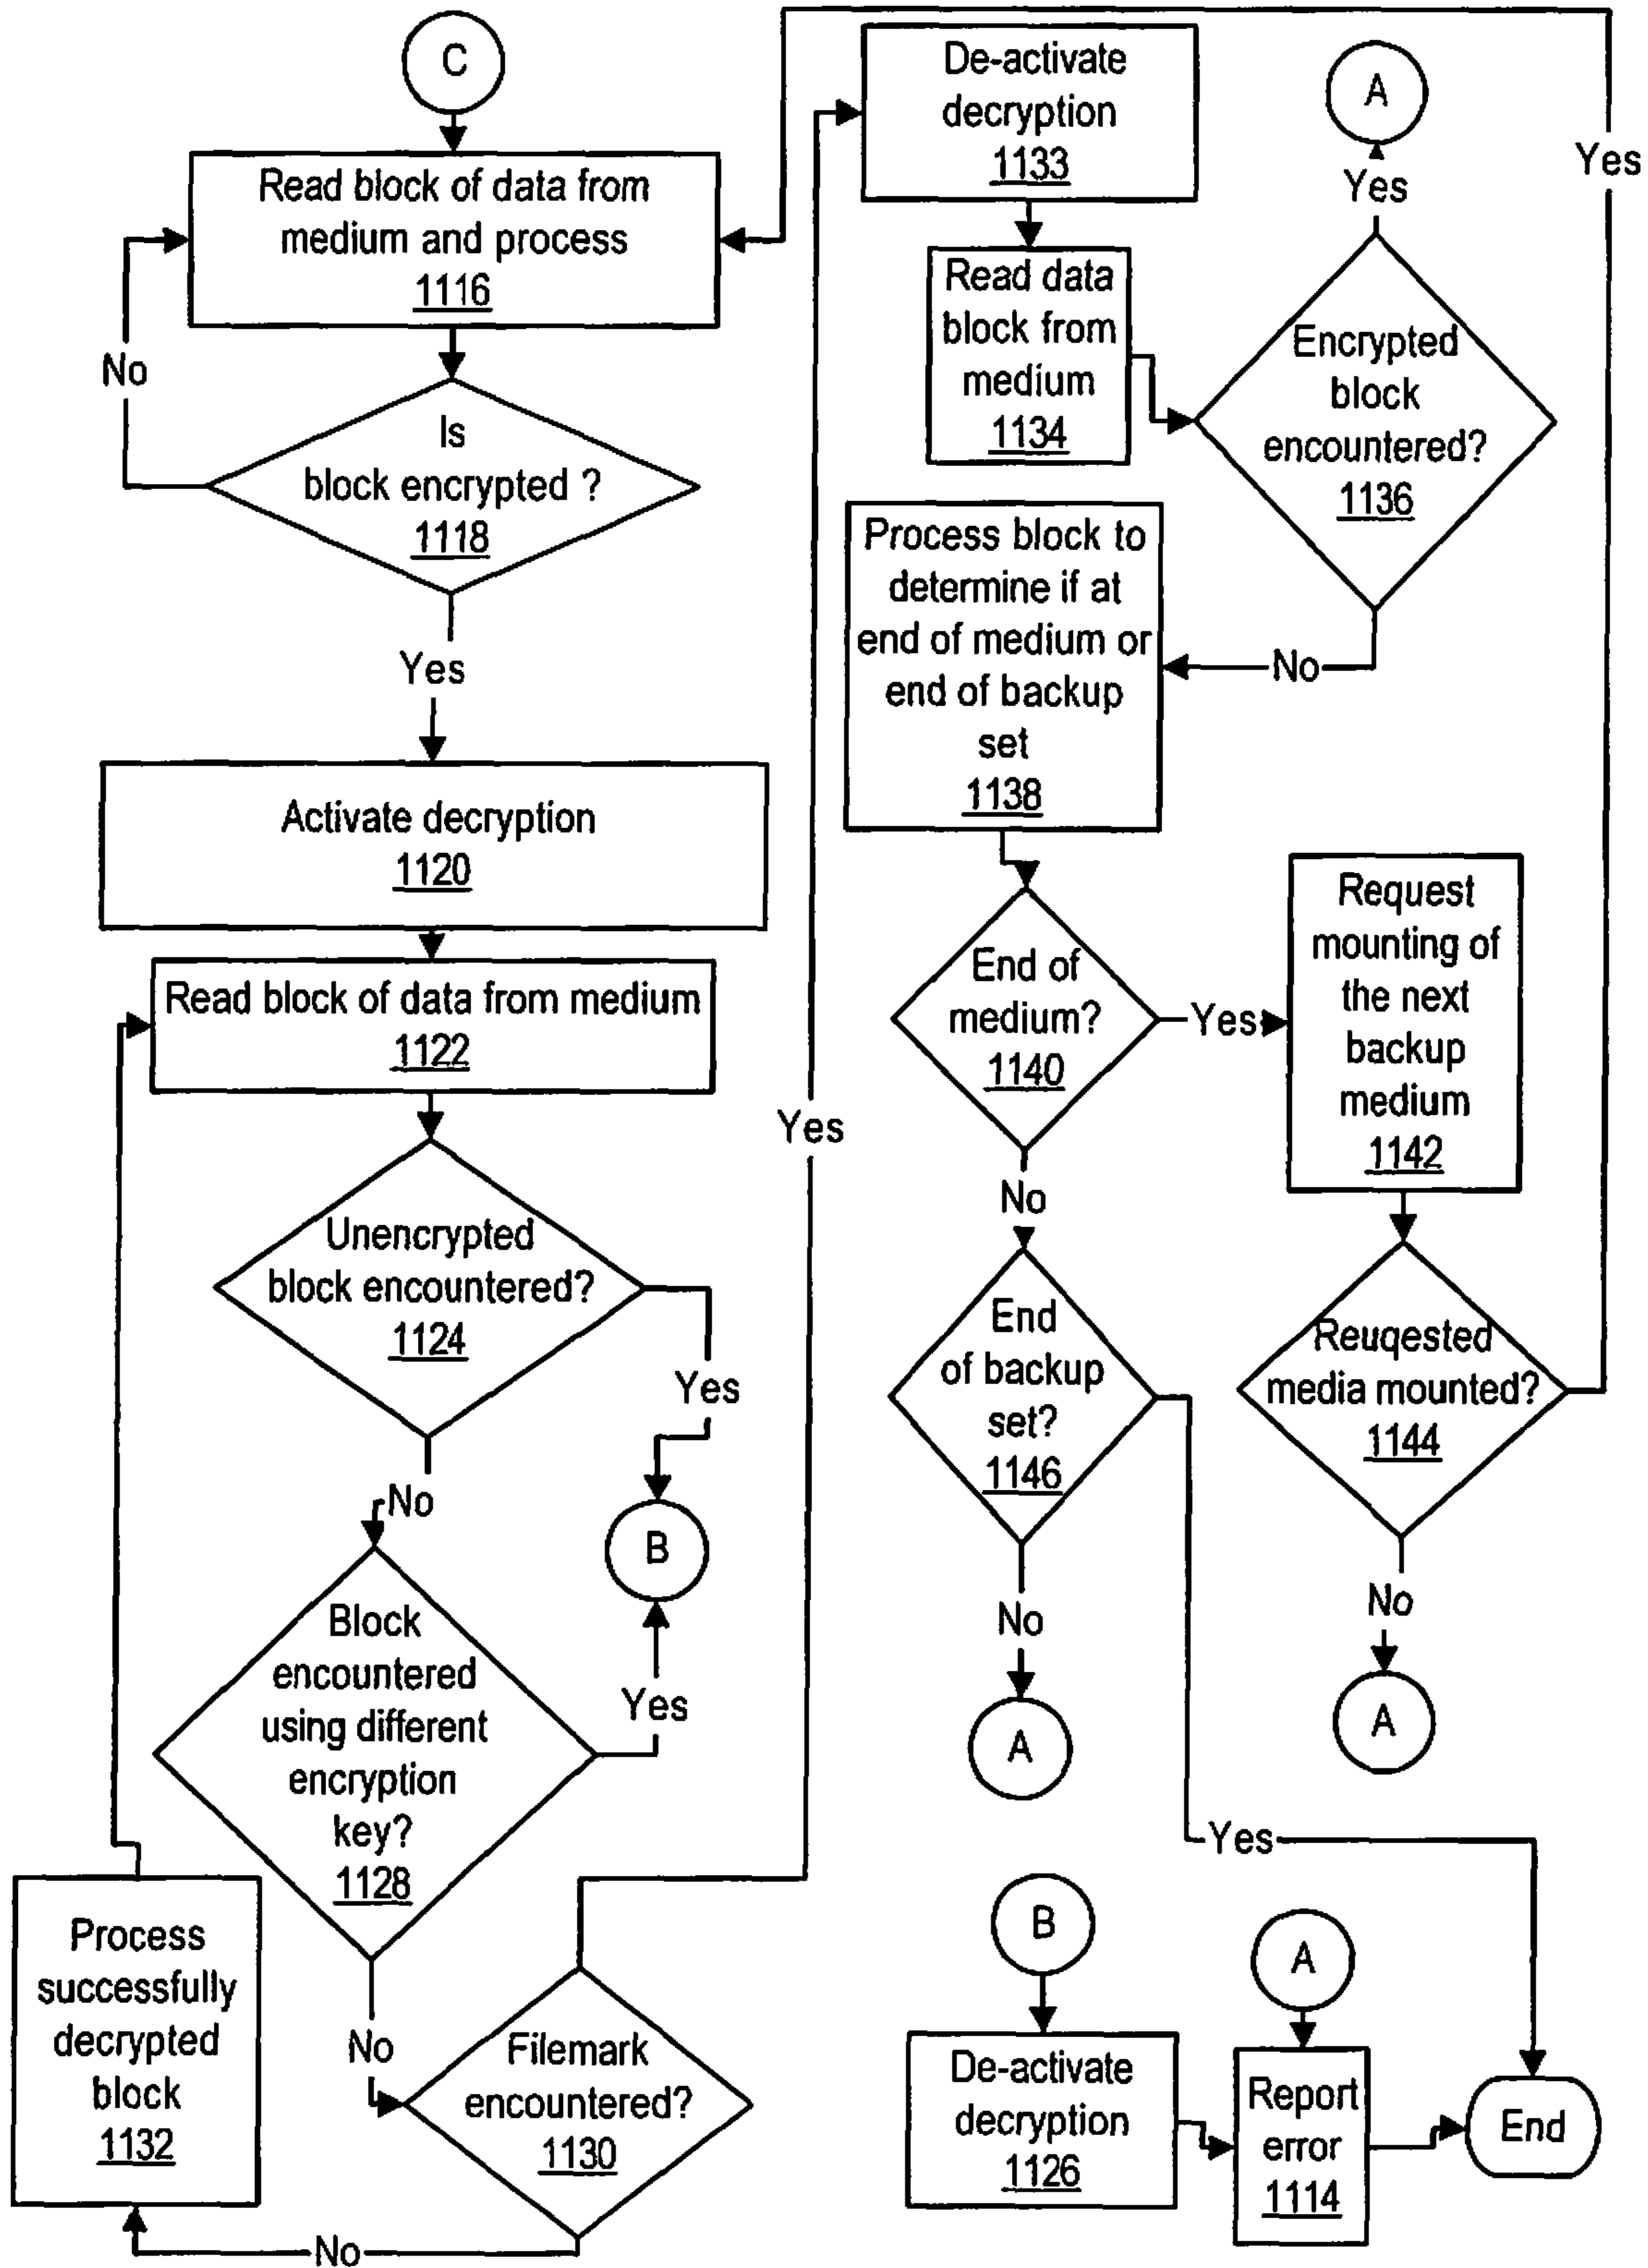 C
Read block of data from
medium and process
1116
No
Is
block encrypted ?
1118
Yes
Activate decryption
1120
Read block of data from medium
1122
Unencrypted
block encountered?
1124
Yes
No
B
Block
encountered
using different
encryption
key?
1128
Yes
No
Filemark
encountered?
1130
Yes
No
Process
successfully
decrypted
block
1132
De-activate
decryption
1133
Read data
block from
medium
1134
Encrypted
block
encountered?
1136
Yes
A
No
Process block to
determine if at
end of medium or
end of backup
set
1138
End of
medium?
1140
Yes
Request
mounting of
the next
backup
medium
1142
Reuqested
media mounted?
1144
Yes
No
A
No
End
of backup
set?
1146
No
A
Yes
B
De-activate
decryption
1126
A
Report
error
1114
End